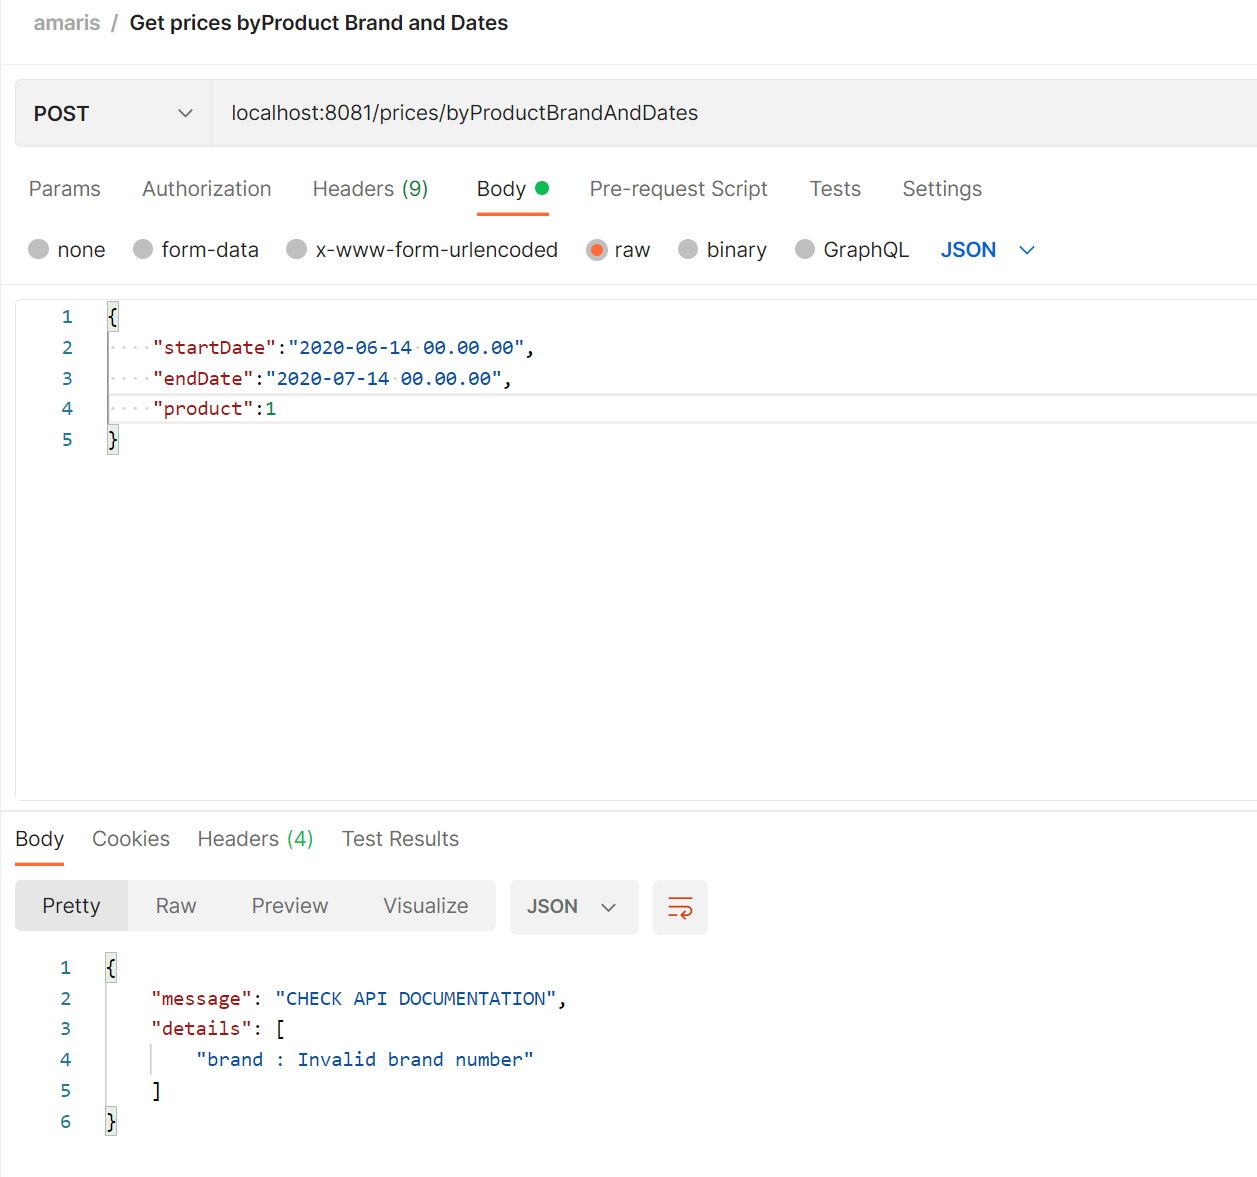 amaris / Get prices byProduct Brand and Dates
POST localhost:8081/prices/byProductBrandAndDates
Params Authorization Headers (9) Body Pre-request Script Tests Settings
none form-data x-www-form-urlencoded raw binary GraphQL JSON
1 {
2 "startDate":"2020-06-14 00.00.00",
3 "endDate":"2020-07-14 00.00.00",
4 "product":1
5 }
Body Cookies Headers (4) Test Results
Pretty Raw Preview Visualize JSON
1 {
2 "message": "CHECK API DOCUMENTATION",
3 "details": [
4 "brand : Invalid brand number"
5 ]
6 }